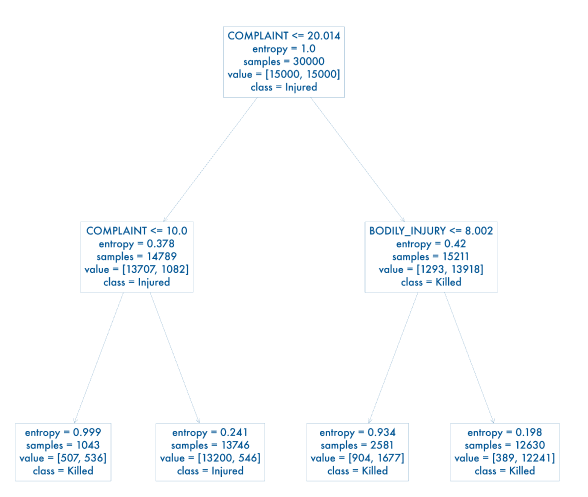 COMPLAINT <= 20.014
entropy = 1.0
samples = 30000
value = [15000, 15000]
class = Injured
COMPLAINT <= 10.0
entropy = 0.378
samples = 14789
value = [13707, 1082]
class = Injured
BODILY_INJURY <= 8.002
entropy = 0.42
samples = 15211
value = [1293, 13918]
class = Killed
entropy = 0.999
samples = 1043
value = [507, 536]
class = Killed
entropy = 0.241
samples = 13746
value = [13200, 546]
class = Injured
entropy = 0.934
samples = 2581
value = [904, 1677]
class = Killed
entropy = 0.198
samples = 12630
value = [389, 12241]
class = Killed